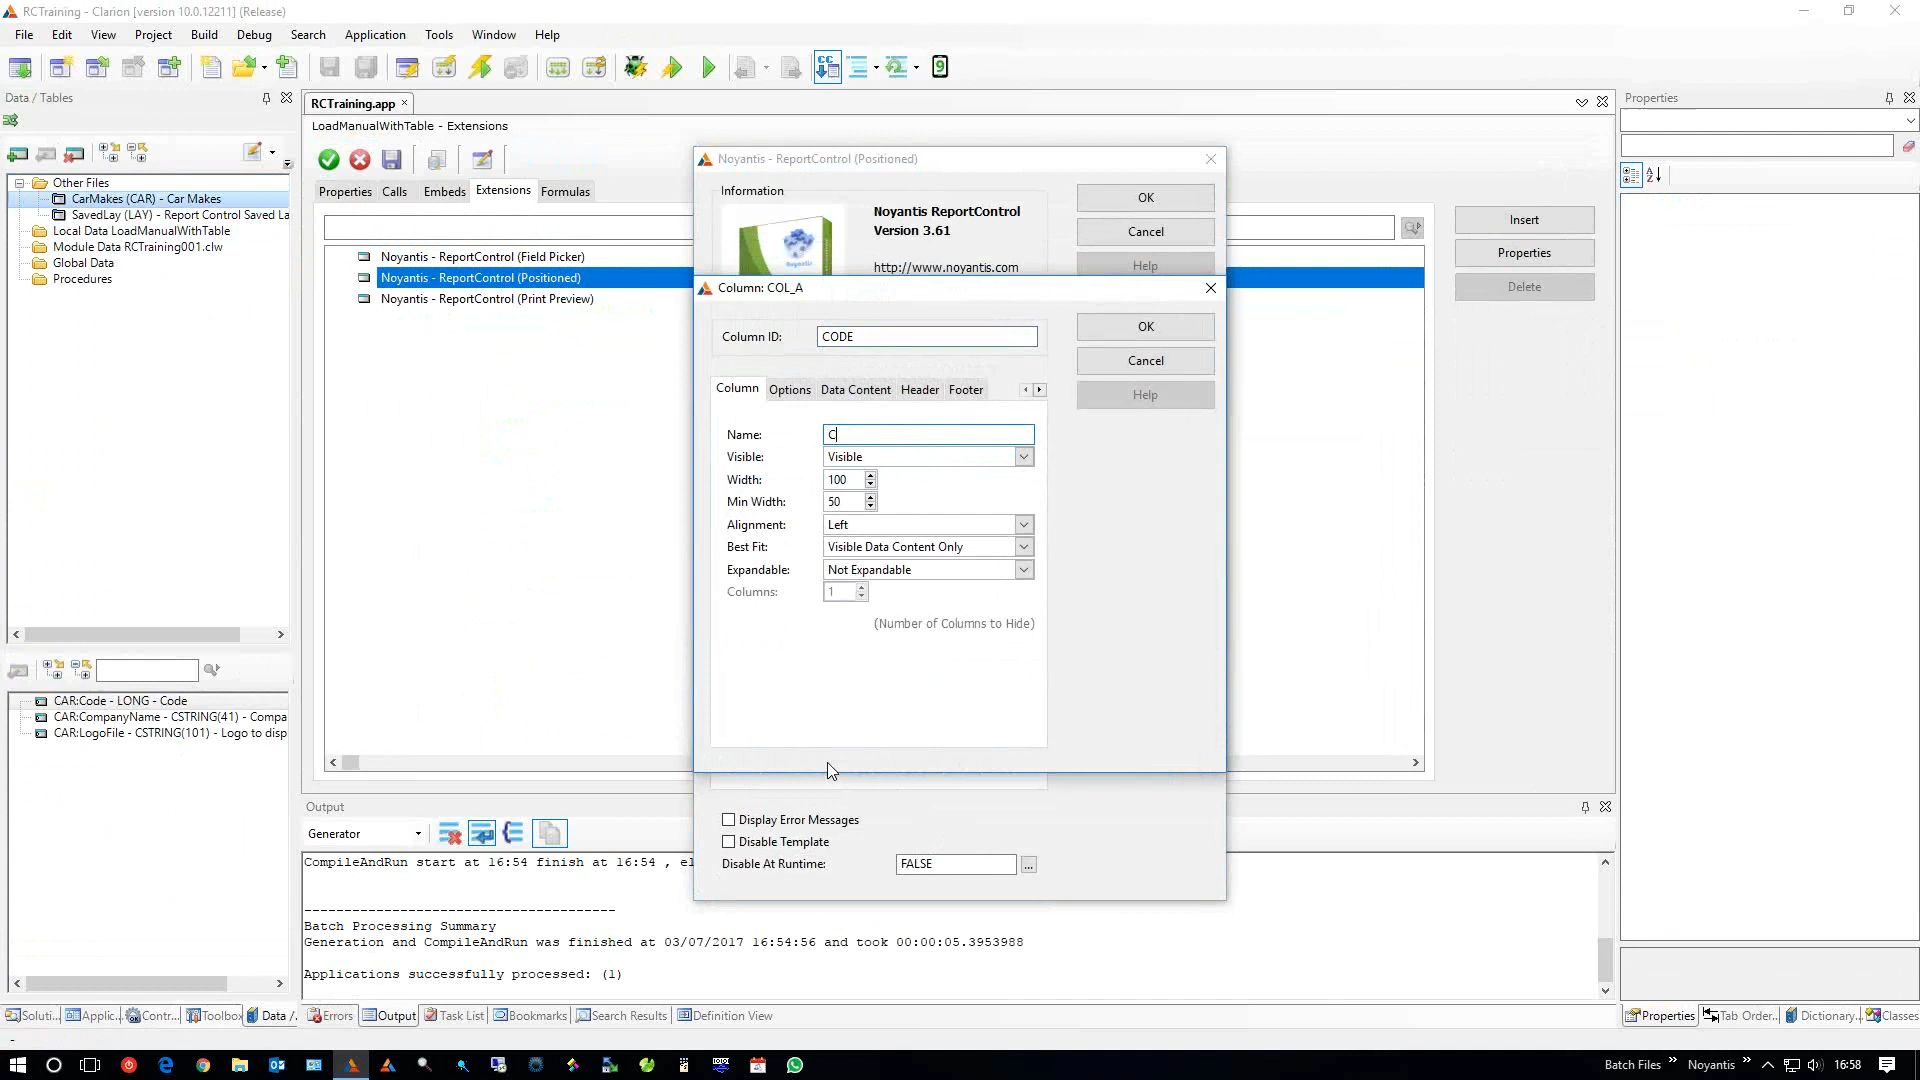 RCTraining - Clarion [version 10.0.12211] (Release)
File Edit View Project Build Debug Search Application Tools Window Help
Data / Tables
RCTraining.app
LoadManualWithTable - Extensions
Properties Calls Embeds Extensions Formulas
Other Files
CarMakes (CAR) - Car Makes
SavedLay (LAY) - Report Control Saved La
Local Data LoadManualWithTable
Module Data RCTraining001.clw
Global Data
Procedures
Noyantis - ReportControl (Field Picker)
Noyantis - ReportControl (Positioned)
Noyantis - ReportControl (Print Preview)
Insert
Properties
Delete
Noyantis - ReportControl (Positioned)
Information
Noyantis ReportControl
Version 3.61
http://www.noyantis.com
OK
Cancel
Help
Column: COL_A
Column ID: CODE
OK
Cancel
Help
Column Options Data Content Header Footer
Name: C
Visible: Visible
Width: 100
Min Width: 50
Alignment: Left
Best Fit: Visible Data Content Only
Expandable: Not Expandable
Columns: 1
(Number of Columns to Hide)
Display Error Messages
Disable Template
Disable At Runtime: FALSE ...
CAR:Code - LONG - Code
CAR:CompanyName - CSTRING(41) - Compa
CAR:LogoFile - CSTRING(101) - Logo to disp
Output
Generator
CompileAndRun start at 16:54 finish at 16:54 , el
--------------------------------------
Batch Processing Summary
Generation and CompileAndRun was finished at 03/07/2017 16:54:56 and took 00:00:05.3953988
Applications successfully processed: (1)
Soluti... Applic... Contr... Toolbox Data /. Errors Output Task List Bookmarks Search Results Definition View
Properties
Properties Tab Order.. Dictionary.. Classes
Batch Files Noyantis 16:58